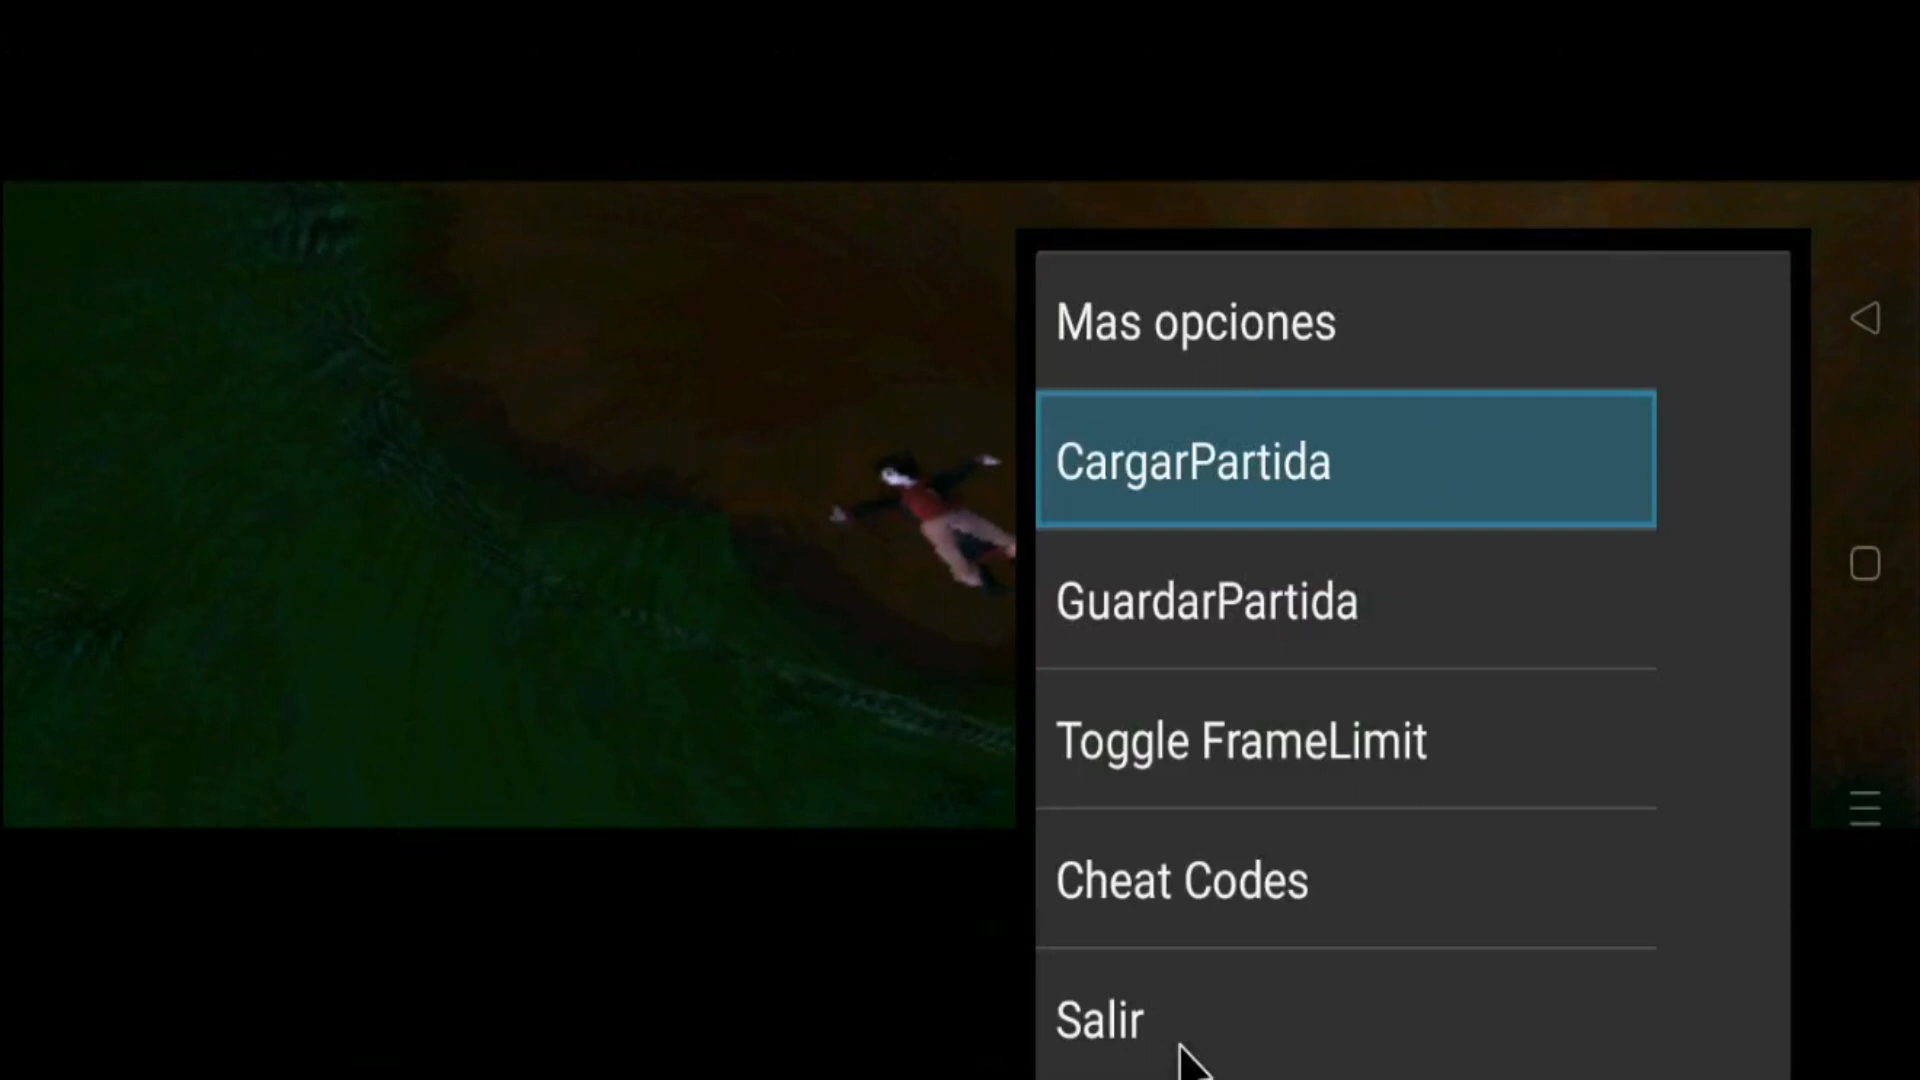 Mas opciones
CargarPartida
GuardarPartida
Toggle FrameLimit
Cheat Codes
Salir